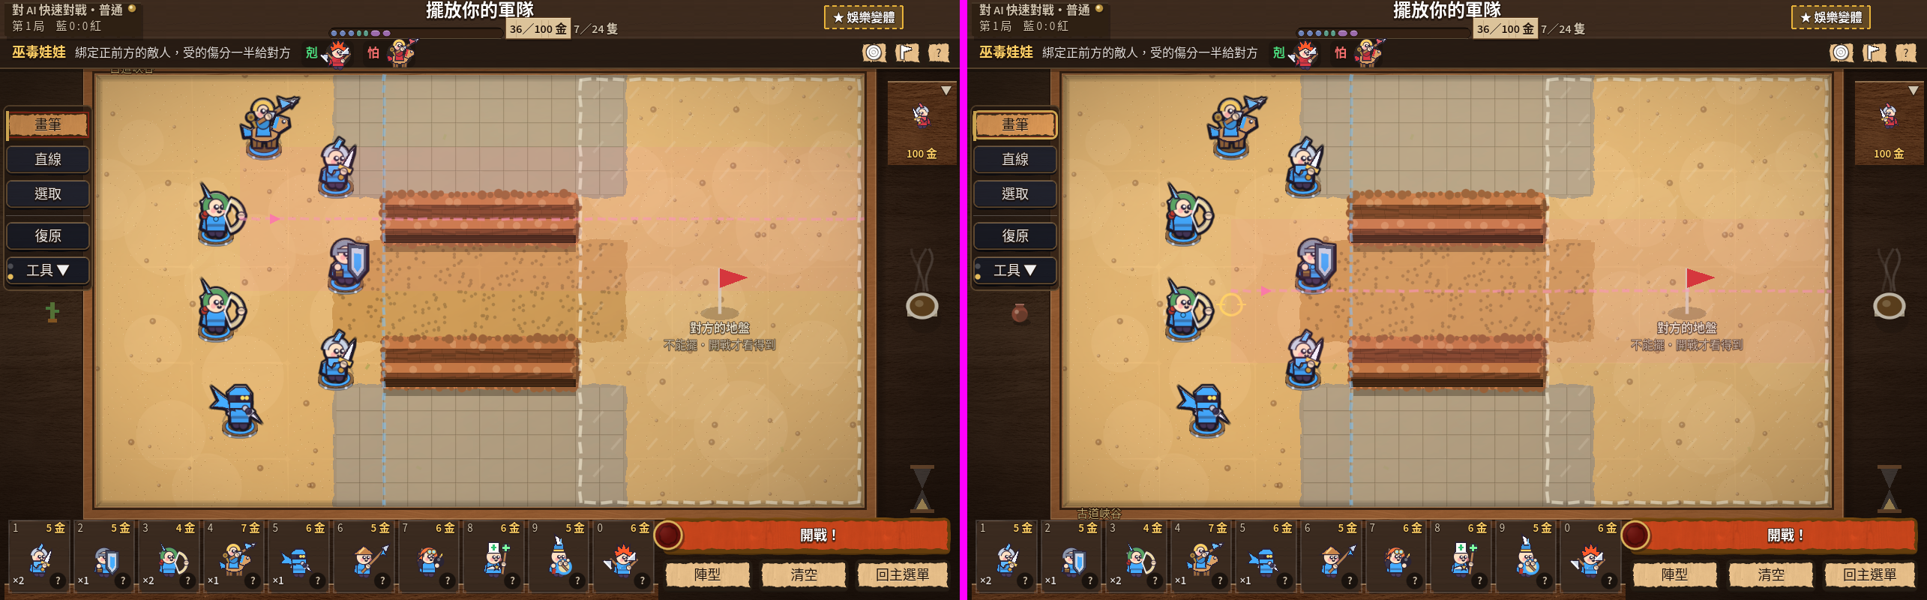 對 AI 快速對戰・普通
第1局 藍 0 : 0 紅
擺放你的軍隊
36／100 金 7／24 隻
★ 娛樂變體
巫毒娃娃 綁定正前方的敵人，受的傷分一半給對方 剋 怕
?
古道峽谷
畫筆
直線
選取
復原
工具▼
100 金
對方的地盤
不能擺・開戰才看得到
1 5 金 2 5 金 3 4 金 4 7 金 5 6 金 6 5 金 7 6 金 8 6 金 9 5 金 0 6 金
×2 ? ×1 ? ×2 ? ×1 ? ×1 ? ? ? ? ? ?
開戰！
陣型 清空 回主選單
對 AI 快速對戰・普通
第1局 藍 0 : 0 紅
擺放你的軍隊
36／100 金 7／24 隻
★ 娛樂變體
巫毒娃娃 綁定正前方的敵人，受的傷分一半給對方 剋 怕
?
畫筆
直線
選取
復原
工具▼
100 金
對方的地盤
不能擺・開戰才看得到
古道峽谷
1 5 金 2 5 金 3 4 金 4 7 金 5 6 金 6 5 金 7 6 金 8 6 金 9 5 金 0 6 金
×2 ? ×1 ? ×2 ? ×1 ? ×1 ? ? ? ? ? ?
開戰！
陣型 清空 回主選單